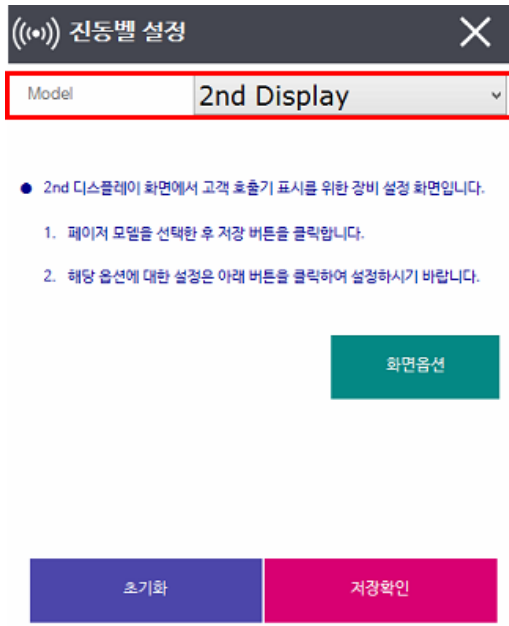 ((•)) 진동벨 설정
Model 2nd Display
● 2nd 디스플레이 화면에서 고객 호출기 표시를 위한 장비 설정 화면입니다.
1. 페이저 모델을 선택한 후 저장 버튼을 클릭합니다.
2. 해당 옵션에 대한 설정은 아래 버튼을 클릭하여 설정하시기 바랍니다.
화면옵션
초기화 저장확인